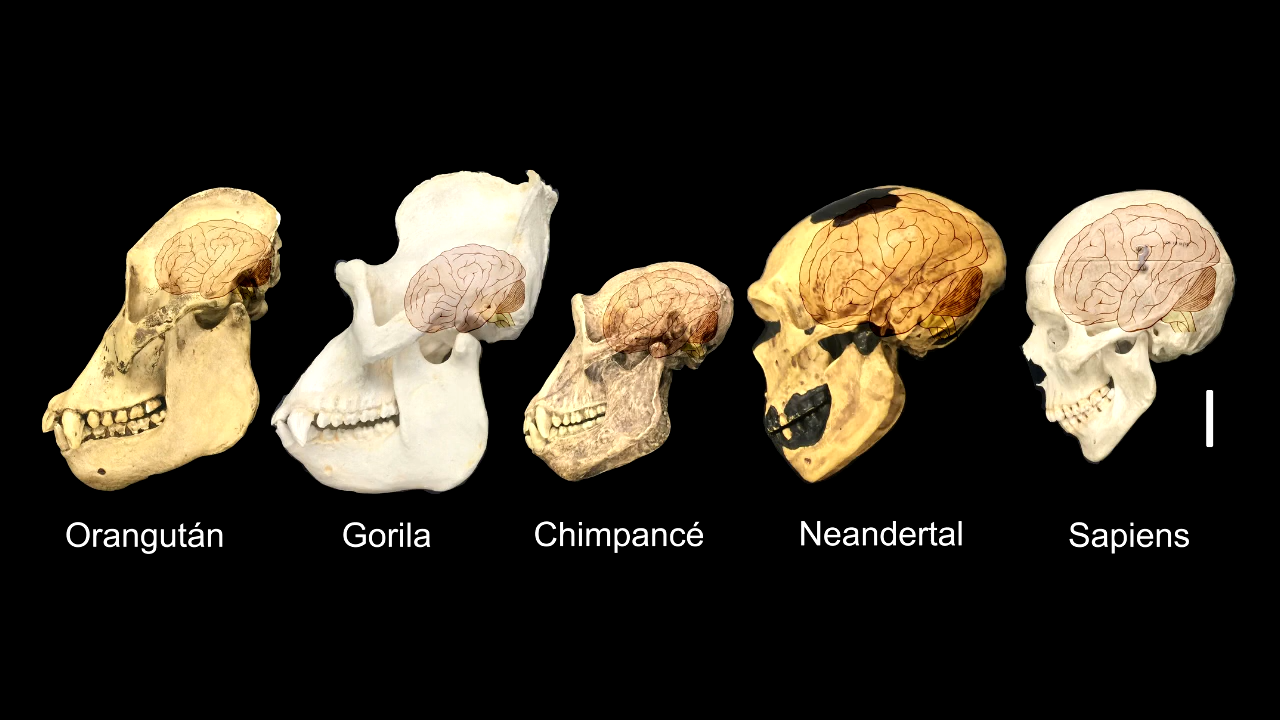 Orangután
Gorila
Chimpancé
Neandertal
Sapiens